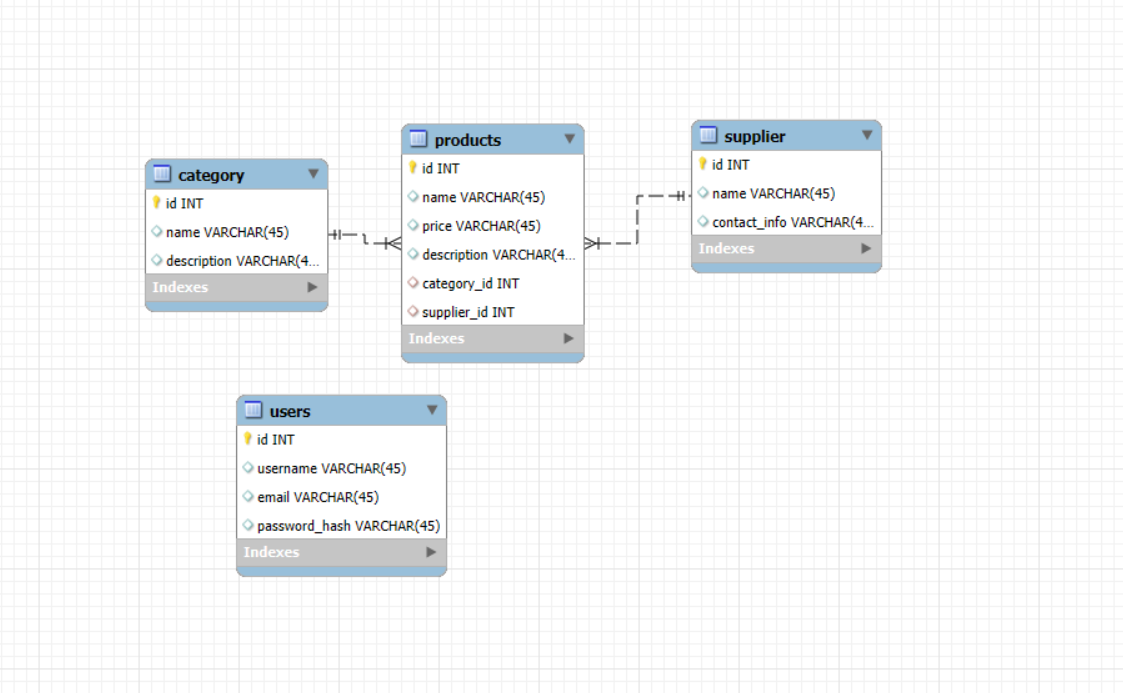 category
id INT
name VARCHAR(45)
description VARCHAR(4...
Indexes
products
id INT
name VARCHAR(45)
price VARCHAR(45)
description VARCHAR(4...
category_id INT
supplier_id INT
Indexes
supplier
id INT
name VARCHAR(45)
contact_info VARCHAR(4...
Indexes
users
id INT
username VARCHAR(45)
email VARCHAR(45)
password_hash VARCHAR(45)
Indexes